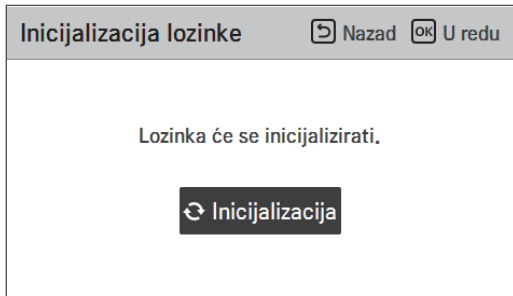 Inicijalizacija lozinke Nazad OK U redu
Lozinka će se inicijalizirati.
Inicijalizacija